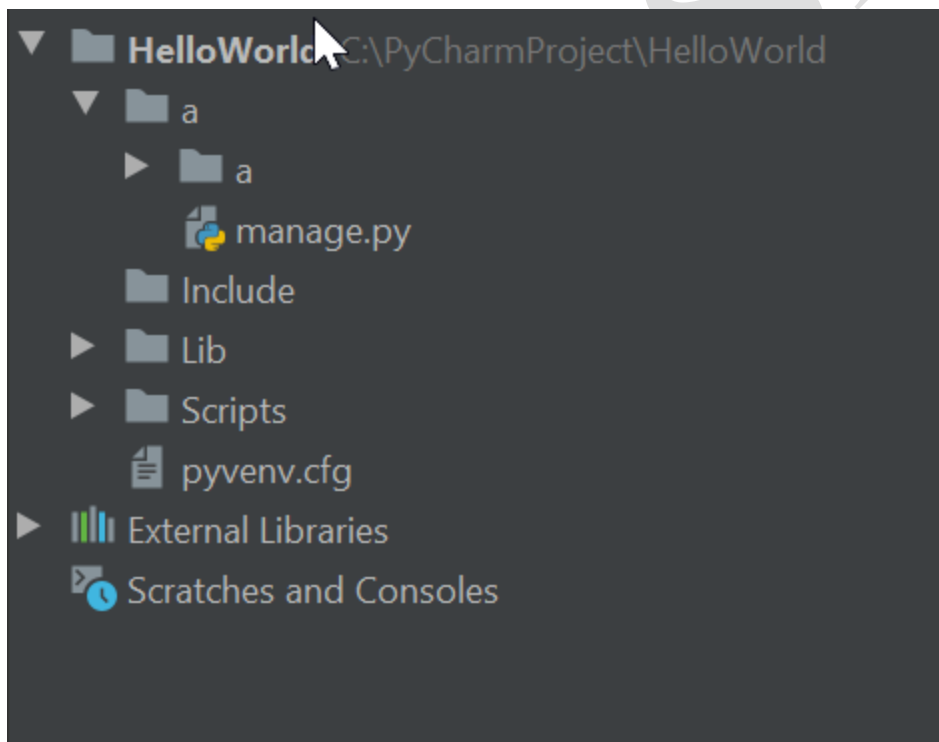 HelloWorld C:\PyCharmProject\HelloWorld
a
a
manage.py
Include
Lib
Scripts
pyvenv.cfg
External Libraries
Scratches and Consoles